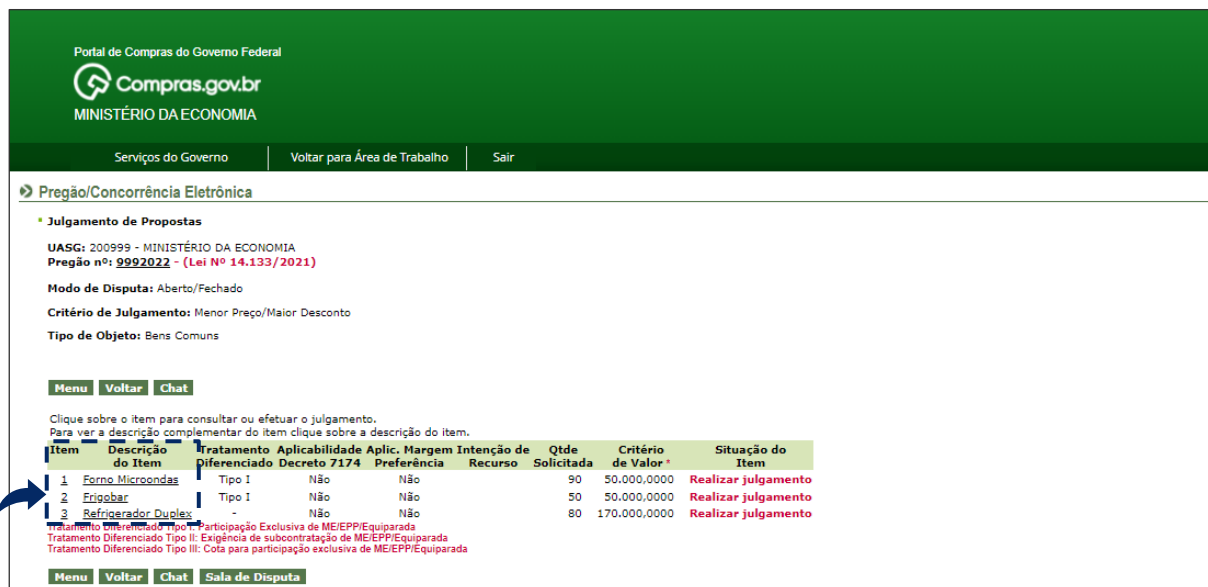 Portal de Compras do Governo Federal
Compras.gov.br
MINISTÉRIO DA ECONOMIA
Serviços do Governo Voltar para Área de Trabalho Sair
Pregão/Concorrência Eletrônica
Julgamento de Propostas
UASG: 200999 - MINISTÉRIO DA ECONOMIA
Pregão nº: 9992022 - (Lei Nº 14.133/2021)
Modo de Disputa: Aberto/Fechado
Critério de Julgamento: Menor Preço/Maior Desconto
Tipo de Objeto: Bens Comuns
Menu Voltar Chat
Clique sobre o item para consultar ou efetuar o julgamento.
Para ver a descrição complementar do item clique sobre a descrição do item.
Item Descrição Tratamento Aplicabilidade Aplic. Margem Intenção de Qtde Critério Situação do
do Item Diferenciado Decreto 7174 Preferência Recurso Solicitada de Valor * Item
1 Forno Microondas Tipo I Não Não 90 50.000,0000 Realizar julgamento
2 Frigobar Tipo I Não Não 50 50.000,0000 Realizar julgamento
3 Refrigerador Duplex - Não Não 80 170.000,0000 Realizar julgamento
Tratamento Diferenciado Tipo I: Participação Exclusiva de ME/EPP/Equiparada
Tratamento Diferenciado Tipo II: Exigência de subcontratação de ME/EPP/Equiparada
Tratamento Diferenciado Tipo III: Cota para participação exclusiva de ME/EPP/Equiparada
Menu Voltar Chat Sala de Disputa